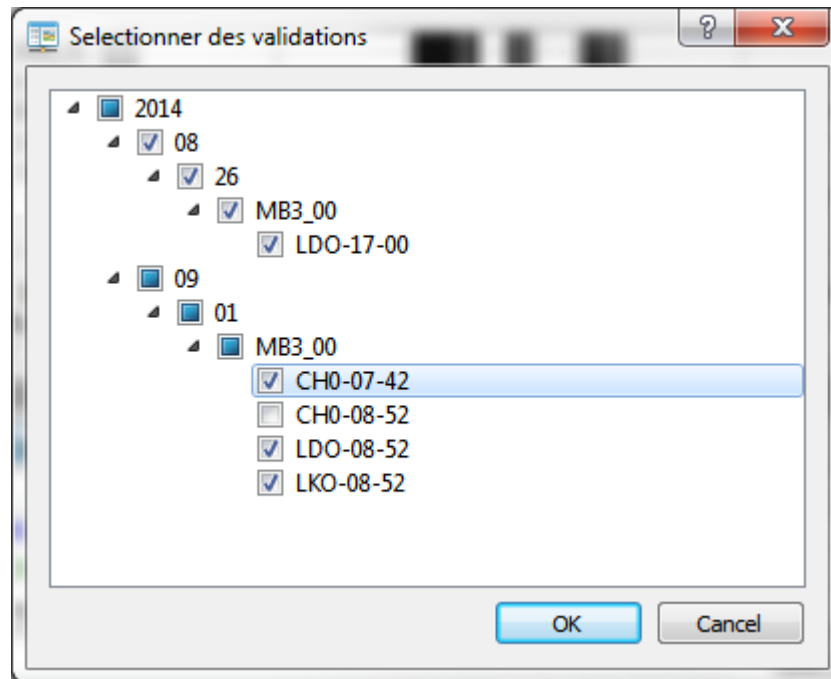 Selectionner des validations
?
2014
08
26
MB3_00
LDO-17-00
09
01
MB3_00
CH0-07-42
CH0-08-52
LDO-08-52
LKO-08-52
OK
Cancel